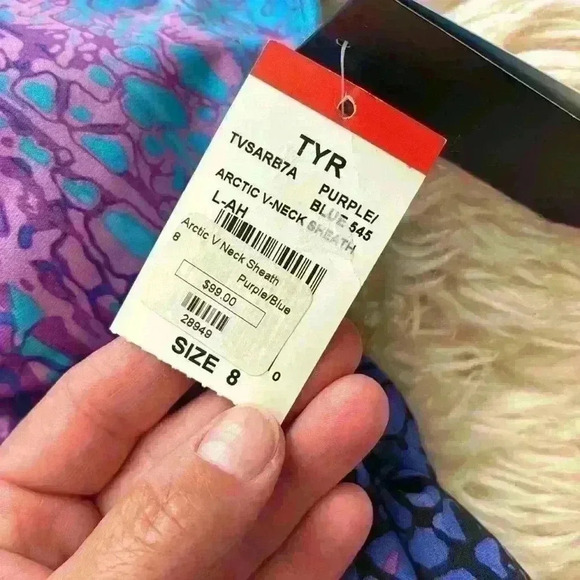 TYR
TVSARB7A PURPLE/
BLUE 545
ARCTIC V-NECK SHEATH
L-AH
Arctic V Neck Sheath
8 Purple/Blue
$99.00
28949
SIZE 8
0